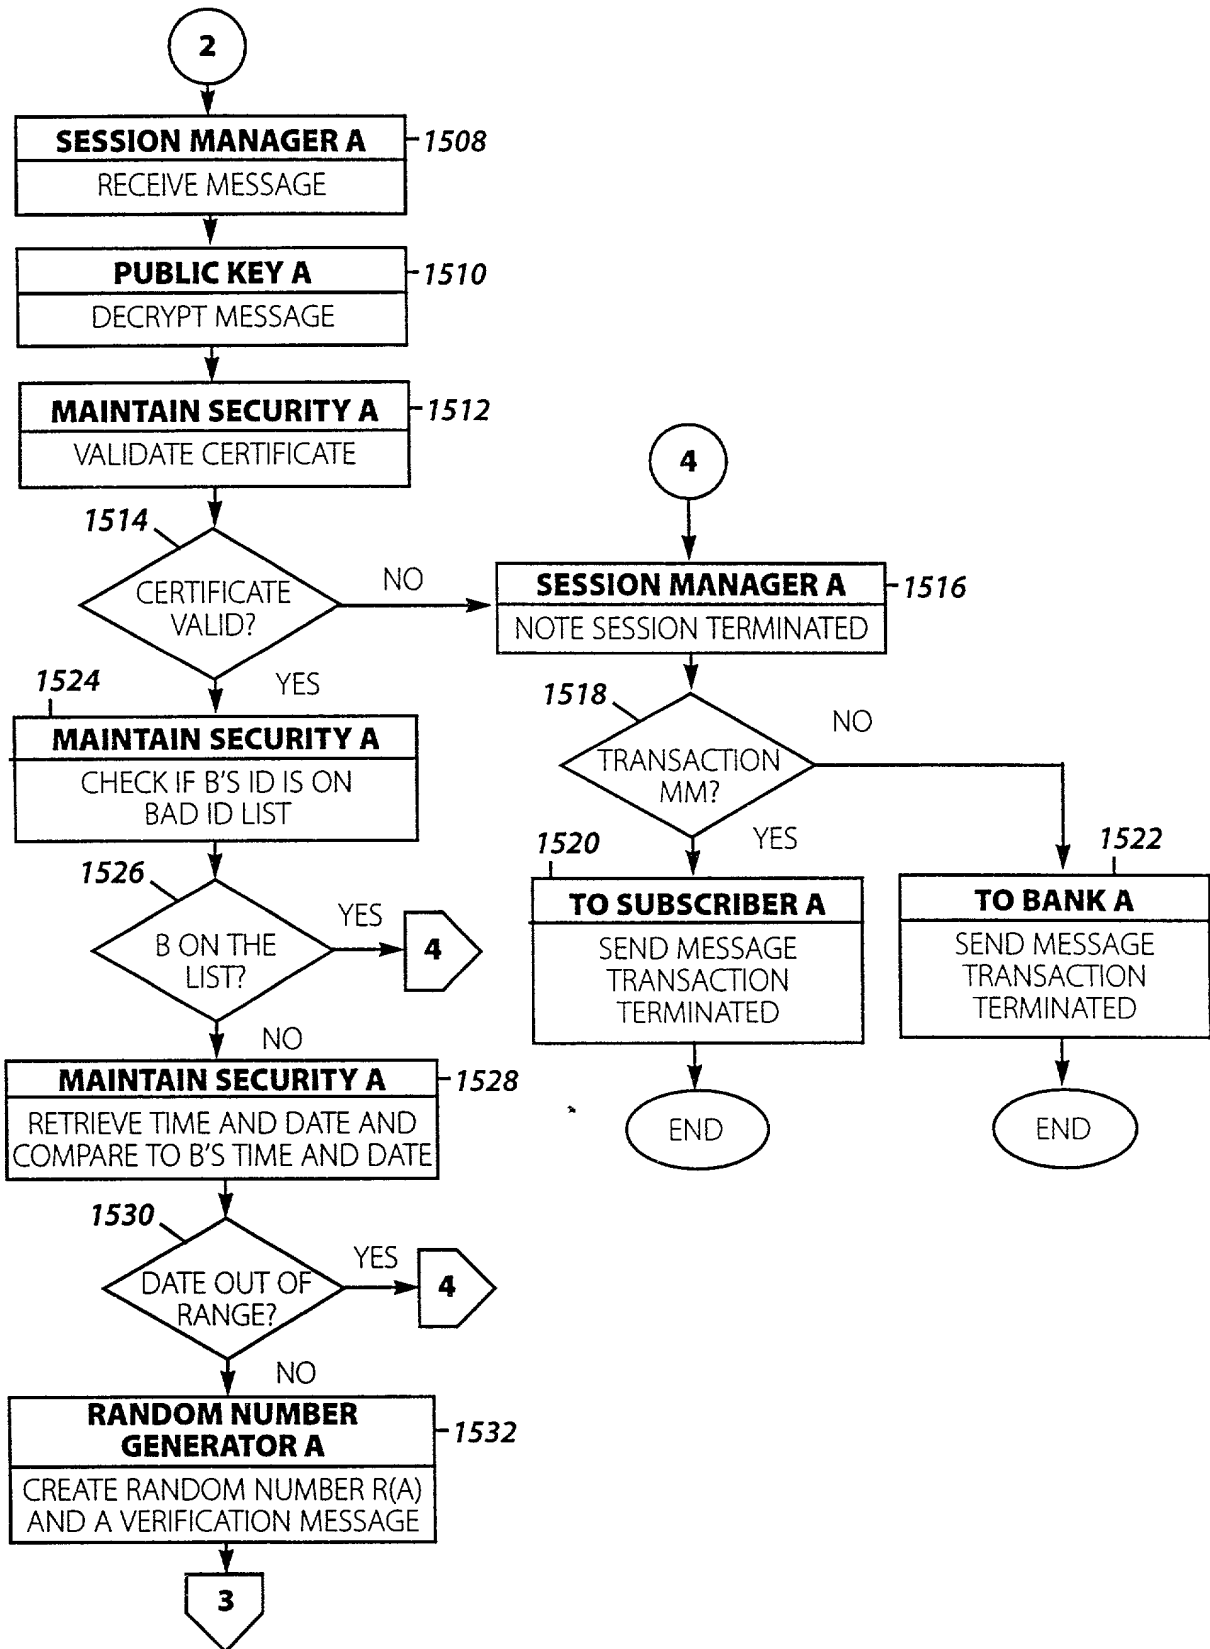 2
SESSION MANAGER A
1508
RECEIVE MESSAGE
PUBLIC KEY A
1510
DECRYPT MESSAGE
MAINTAIN SECURITY A
1512
VALIDATE CERTIFICATE
1514
CERTIFICATE
VALID?
NO
YES
4
SESSION MANAGER A
1516
NOTE SESSION TERMINATED
1518
TRANSACTION
MM?
NO
YES
1520
TO SUBSCRIBER A
SEND MESSAGE
TRANSACTION
TERMINATED
END
1522
TO BANK A
SEND MESSAGE
TRANSACTION
TERMINATED
END
1524
MAINTAIN SECURITY A
CHECK IF B'S ID IS ON
BAD ID LIST
1526
B ON THE
LIST?
YES
4
NO
MAINTAIN SECURITY A
1528
RETRIEVE TIME AND DATE AND
COMPARE TO B'S TIME AND DATE
1530
DATE OUT OF
RANGE?
YES
4
NO
RANDOM NUMBER
GENERATOR A
1532
CREATE RANDOM NUMBER R(A)
AND A VERIFICATION MESSAGE
3